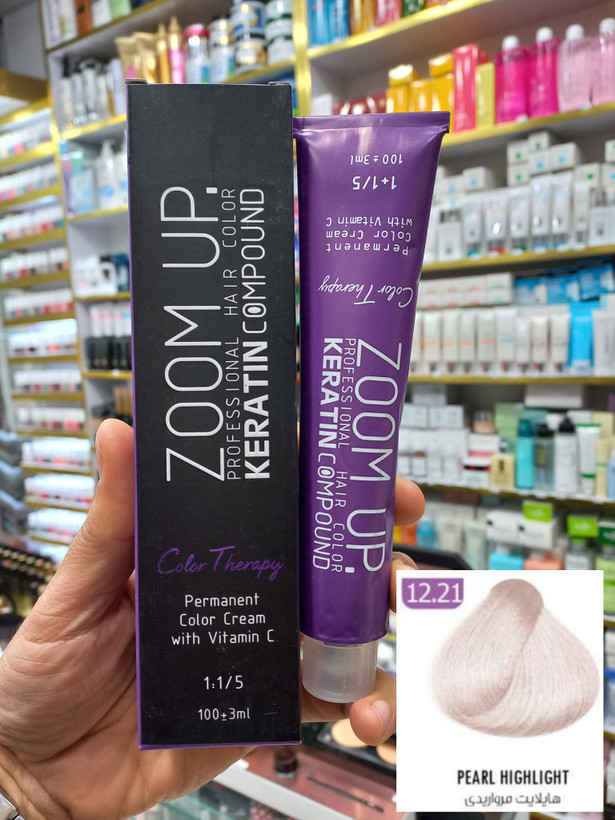 ZOOM UP.
PROFESSIONAL HAIR COLOR
KERATIN COMPOUND
Color Therapy
Permanent
Color Cream
with Vitamin C
1:1/5
100±3ml
100±3ml
1+1/5
Permanent
Color Cream
with Vitamin C
Color Therapy
ZOOM UP.
PROFESSIONAL HAIR COLOR
KERATIN COMPOUND
12.21
PEARL HIGHLIGHT
هایلایت مرواریدی